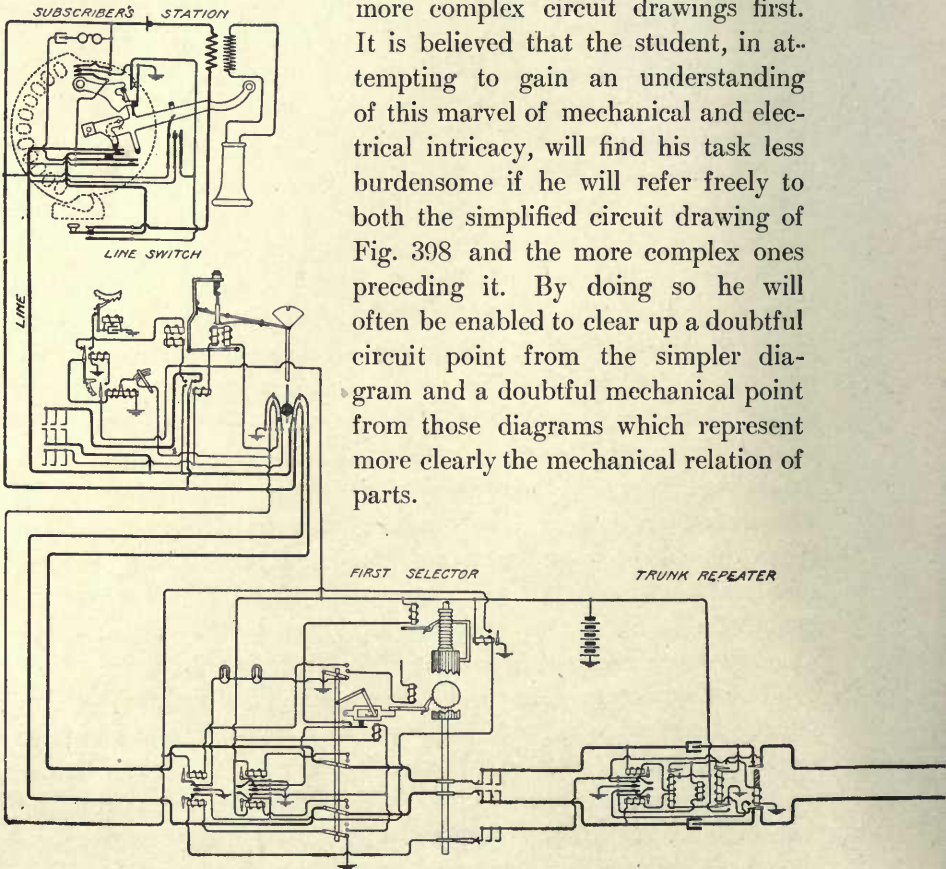 SUBSCRIBER'S STATION
more complex circuit drawings first.
It is believed that the student, in at-
tempting to gain an understanding
of this marvel of mechanical and elec-
trical intricacy, will find his task less
burdensome if he will refer freely to
both the simplified circuit drawing of
Fig. 398 and the more complex ones
preceding it. By doing so he will
often be enabled to clear up a doubtful
circuit point from the simpler dia-
gram and a doubtful mechanical point
from those diagrams which represent
more clearly the mechanical relation of
parts.
LINE SWITCH
LINE
FIRST SELECTOR
TRUNK REPEATER